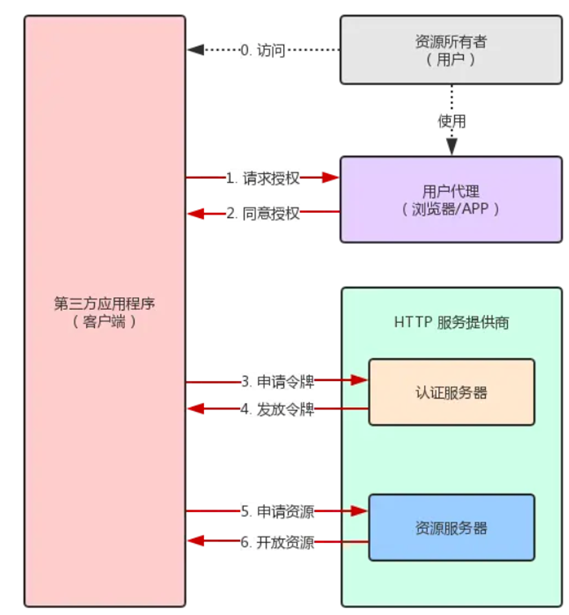 资源所有者
（用户）
0. 访问
使用
1. 请求授权
用户代理
（浏览器/APP）
2. 同意授权
第三方应用程序
（客户端）
HTTP 服务提供商
3. 申请令牌
认证服务器
4. 发放令牌
5. 申请资源
资源服务器
6. 开放资源